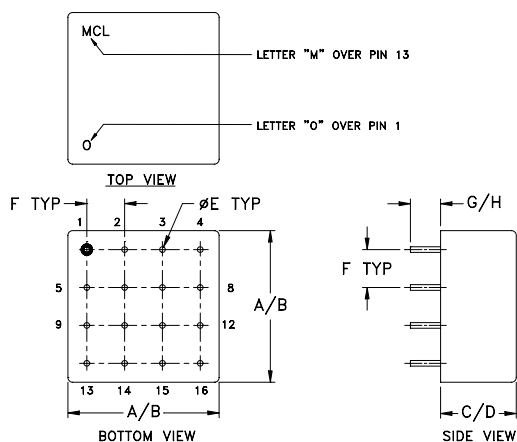 MCL
LETTER "M" OVER PIN 13
O
LETTER "O" OVER PIN 1
TOP VIEW
F TYP
øE TYP
G/H
1 2 3 4
F TYP
5 8
A/B
9 12
13 14 15 16
A/B
C/D
BOTTOM VIEW
SIDE VIEW